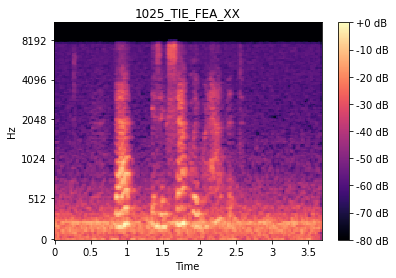 1025_TIE_FEA_XX
8192
4096
2048
1024
512
0
Hz
0 0.5 1 1.5 2 2.5 3 3.5
Time
+0 dB
-10 dB
-20 dB
-30 dB
-40 dB
-50 dB
-60 dB
-70 dB
-80 dB